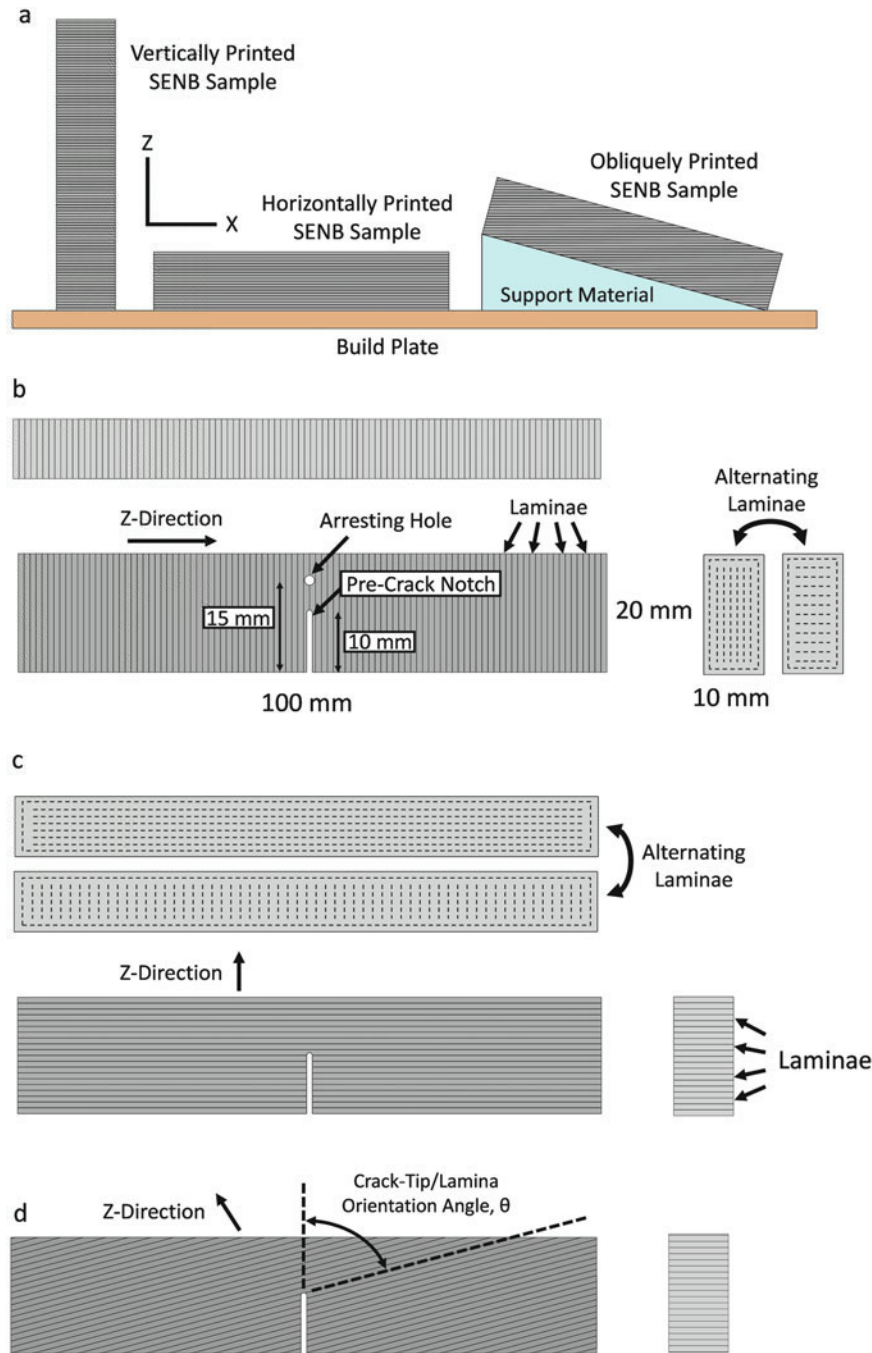 a
Vertically Printed
SENB Sample
Z
X
Horizontally Printed
SENB Sample
Obliquely Printed
SENB Sample
Support Material
Build Plate
b
Z-Direction
Arresting Hole
Laminae
Alternating
Laminae
Pre-Crack Notch
15 mm
10 mm
20 mm
100 mm
10 mm
c
Alternating
Laminae
Z-Direction
Laminae
d
Z-Direction
Crack-Tip/Lamina
Orientation Angle, θ